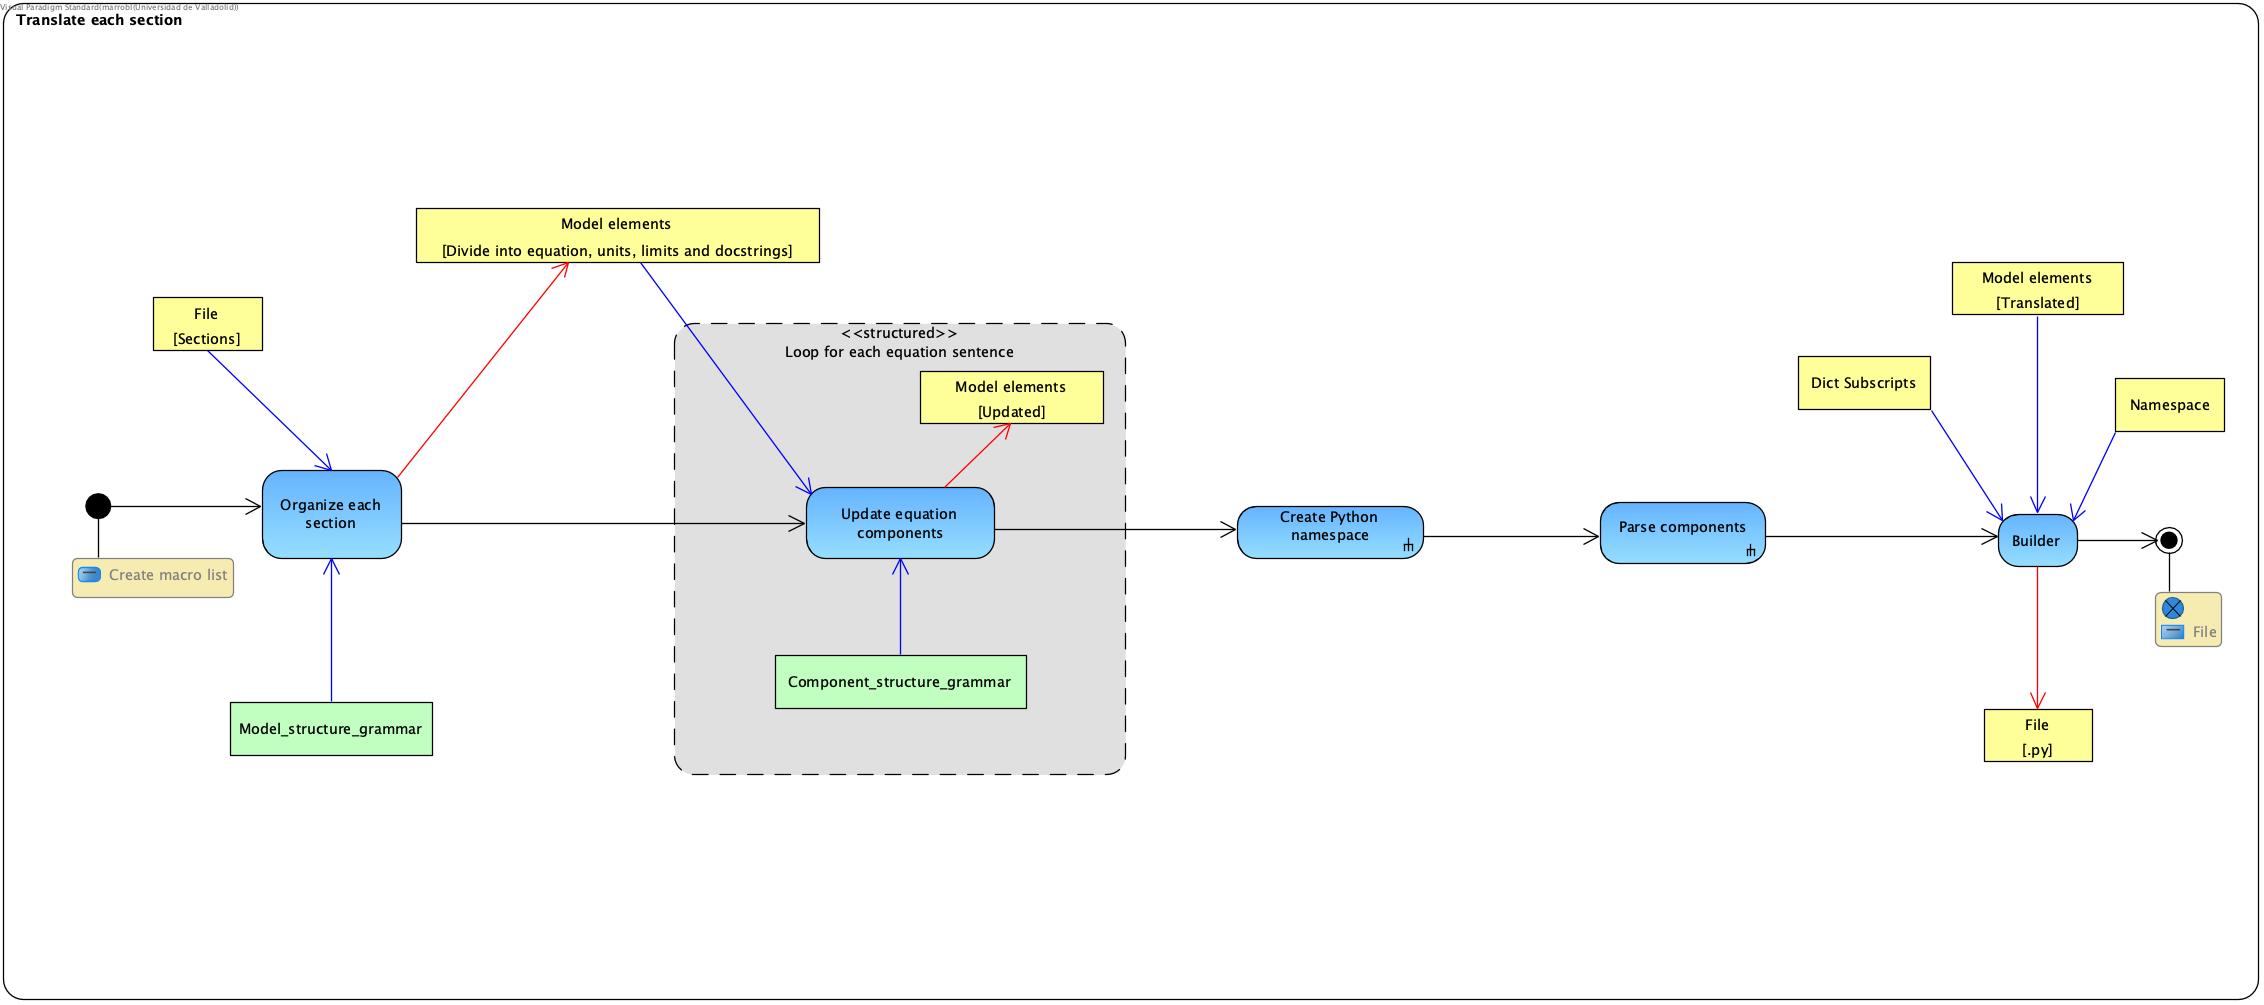 Visual Paradigm Standard(marrobl(Universidad de Valladolid))
Translate each section
Model elements
[Divide into equation, units, limits and docstrings]
File
[Sections]
<<structured>>
Loop for each equation sentence
Model elements
[Updated]
Model elements
[Translated]
Dict Subscripts
Namespace
Organize each
section
Update equation
components
Create Python
namespace
Parse components
Builder
Create macro list
File
Component_structure_grammar
Model_structure_grammar
File
[.py]